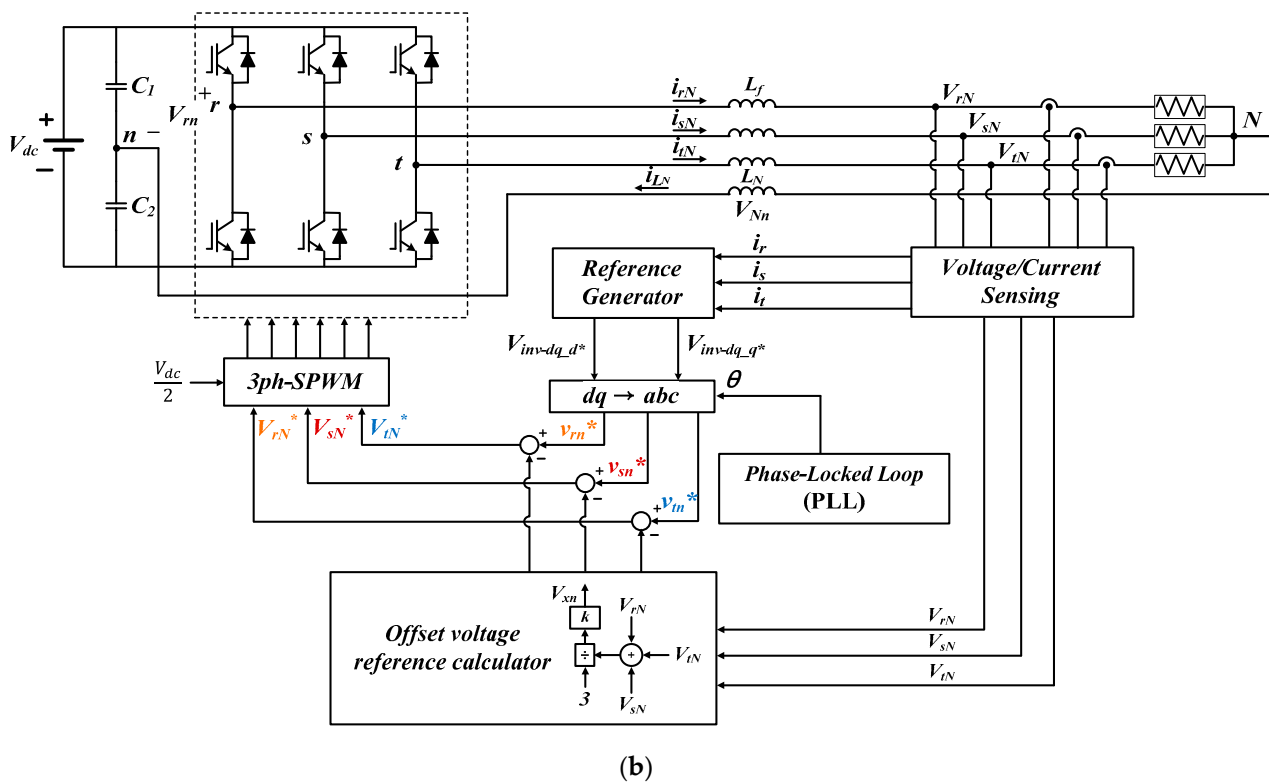 V_dc
+
−
C_1
C_2
n −
V_rn
+
r
s
t
i_rN
L_f
V_rN
i_sN
V_sN
N
i_tN
V_tN
i_LN
L_N
V_Nn
Reference
Generator
i_r
i_s
i_t
Voltage/Current
Sensing
V_inv-dq_d*
V_inv-dq_q*
V_dc
2
3ph-SPWM
dq → abc
θ
V_rN*
V_sN*
V_tN*
+
−
v_rn*
+
−
v_sn*
+
−
v_tn*
Phase-Locked Loop
(PLL)
Offset voltage
reference calculator
V_xn
k
÷
3
V_rN
+
V_tN
V_sN
V_rN
V_sN
V_tN
(b)